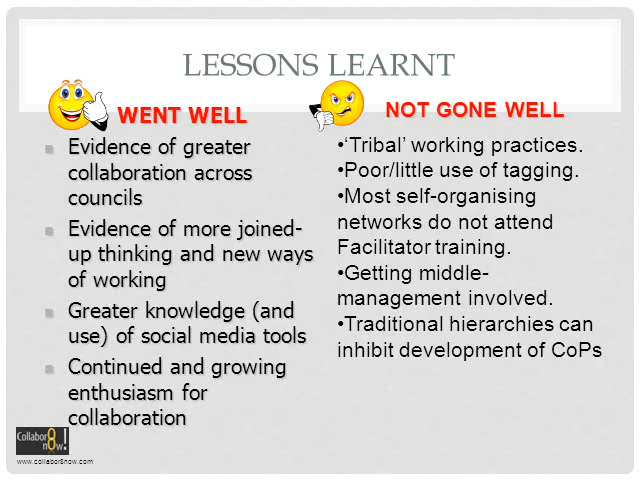 LESSONS LEARNT
WENT WELL
Evidence of greater
collaboration across
councils
Evidence of more joined-
up thinking and new ways
of working
Greater knowledge (and
use) of social media tools
Continued and growing
enthusiasm for
collaboration
NOT GONE WELL
•‘Tribal’ working practices.
•Poor/little use of tagging.
•Most self-organising
networks do not attend
Facilitator training.
•Getting middle-
management involved.
•Traditional hierarchies can
inhibit development of CoPs
Collabor8
n8w!
www.collabor8now.com